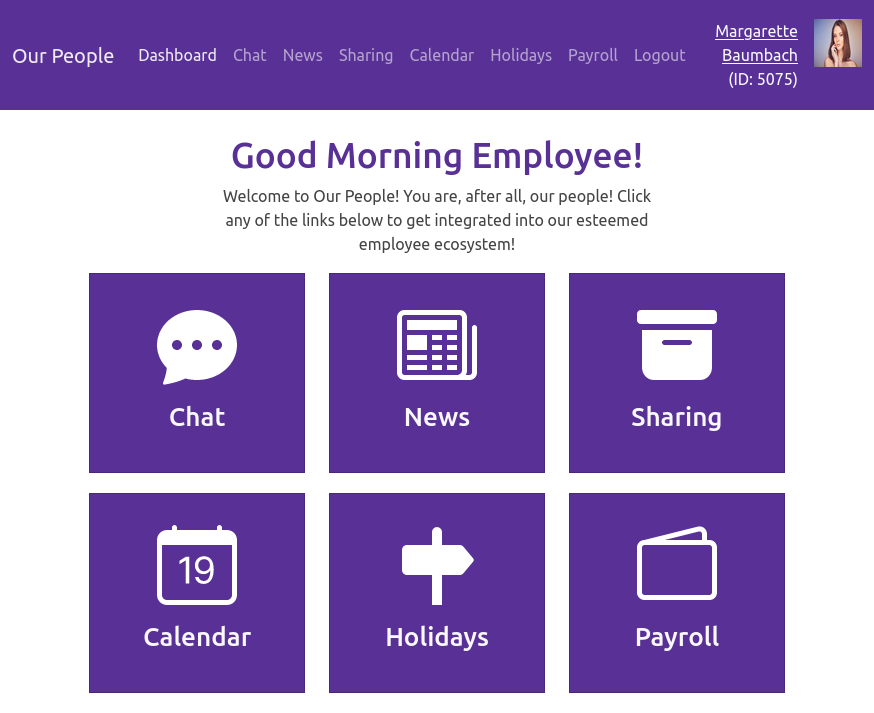 Our People
Dashboard Chat News Sharing Calendar Holidays Payroll Logout
Margarette
Baumbach
(ID: 5075)
Good Morning Employee!
Welcome to Our People! You are, after all, our people! Click
any of the links below to get integrated into our esteemed
employee ecosystem!
Chat
News
Sharing
19
Calendar
Holidays
Payroll